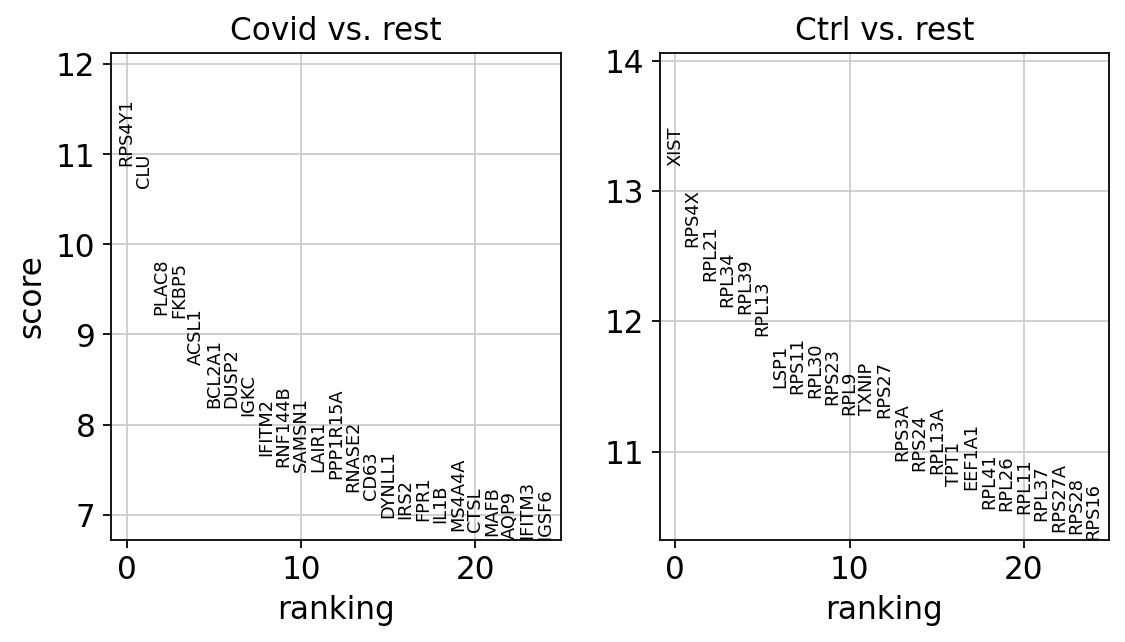 Covid vs. rest
12
11
10
9
8
7
score
RPS4Y1
CLU
PLAC8
FKBP5
ACSL1
BCL2A1
DUSP2
IGKC
IFITM2
RNF144B
SAMSN1
LAIR1
PPP1R15A
RNASE2
CD63
DYNLL1
IRS2
FPR1
IL1B
MS4A4A
CTSL
MAFB
AQP9
IFITM3
IGSF6
0 10 20
ranking
Ctrl vs. rest
14
13
12
11
XIST
RPS4X
RPL21
RPL34
RPL39
RPL13
LSP1
RPS11
RPL30
RPS23
RPL9
TXNIP
RPS27
RPS3A
RPS24
RPL13A
TPT1
EEF1A1
RPL41
RPL26
RPL11
RPL37
RPS27A
RPS28
RPS16
0 10 20
ranking